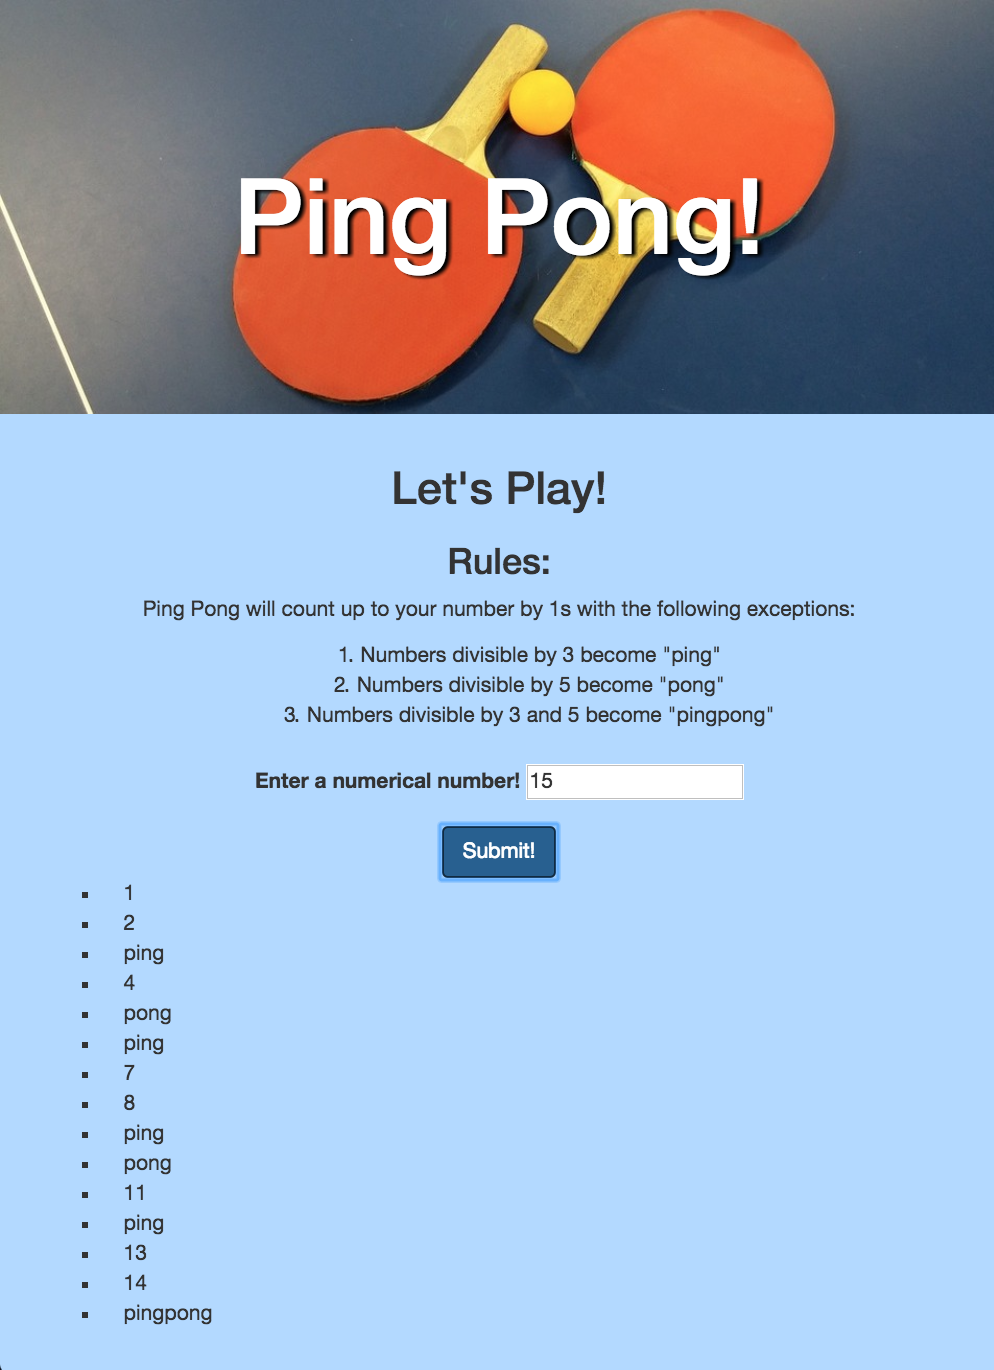 Ping Pong!
Let's Play!
Rules:
Ping Pong will count up to your number by 1s with the following exceptions:
1. Numbers divisible by 3 become "ping"
2. Numbers divisible by 5 become "pong"
3. Numbers divisible by 3 and 5 become "pingpong"
Enter a numerical number! 15
Submit!
▪ 1
▪ 2
▪ ping
▪ 4
▪ pong
▪ ping
▪ 7
▪ 8
▪ ping
▪ pong
▪ 11
▪ ping
▪ 13
▪ 14
▪ pingpong